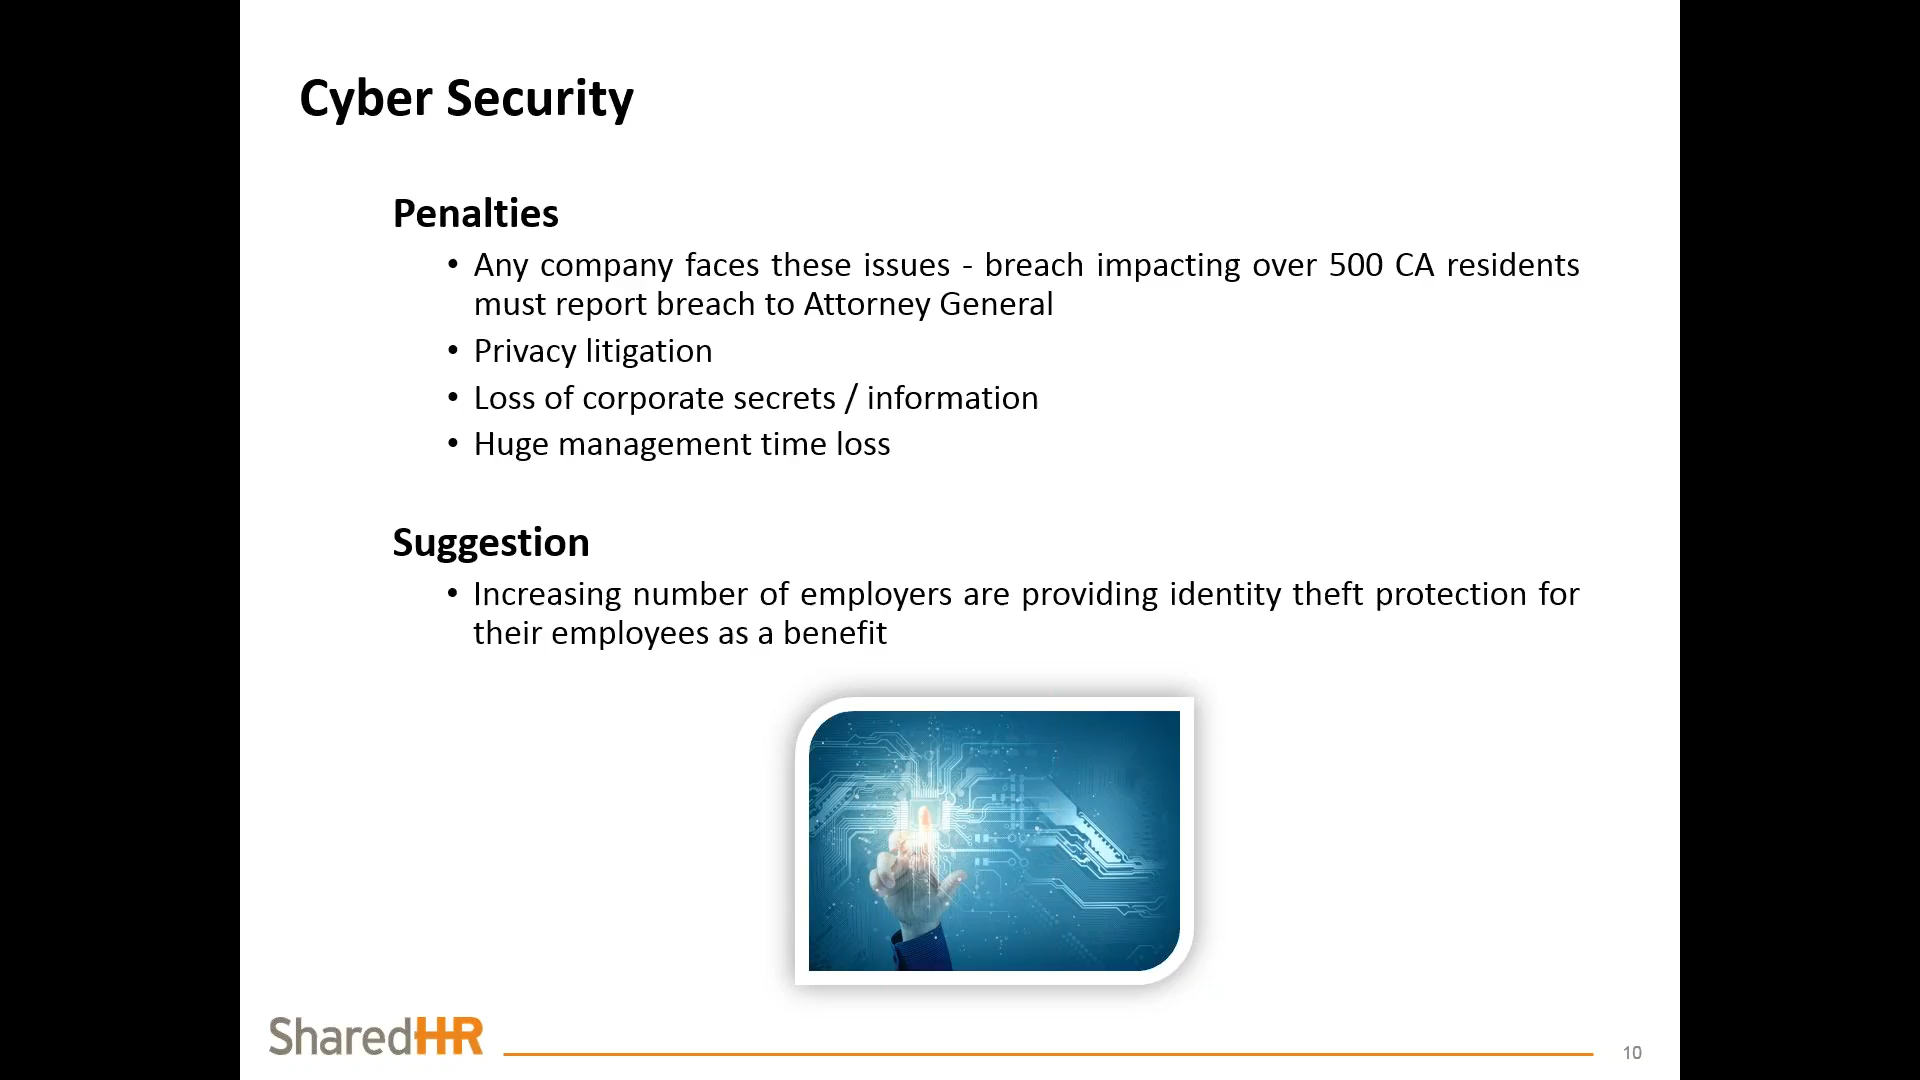 Cyber Security
Penalties
• Any company faces these issues - breach impacting over 500 CA residents
must report breach to Attorney General
• Privacy litigation
• Loss of corporate secrets / information
• Huge management time loss
Suggestion
• Increasing number of employers are providing identity theft protection for
their employees as a benefit
SharedHR
10